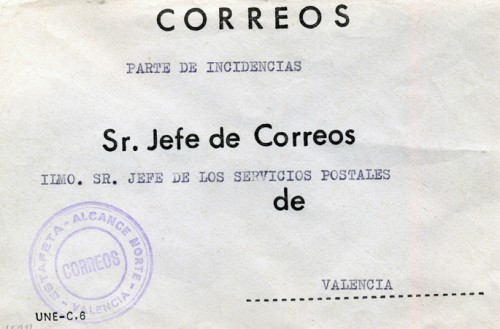 CORREOS
PARTE DE INCIDENCIAS
Sr. Jefe de Correos
IIMO. SR. JEFE DE LOS SERVICIOS POSTALES
de
ESTAFETA - ALCANCE NORTE - VALENCIA -
CORREOS
VALENCIA
UNE-C.6